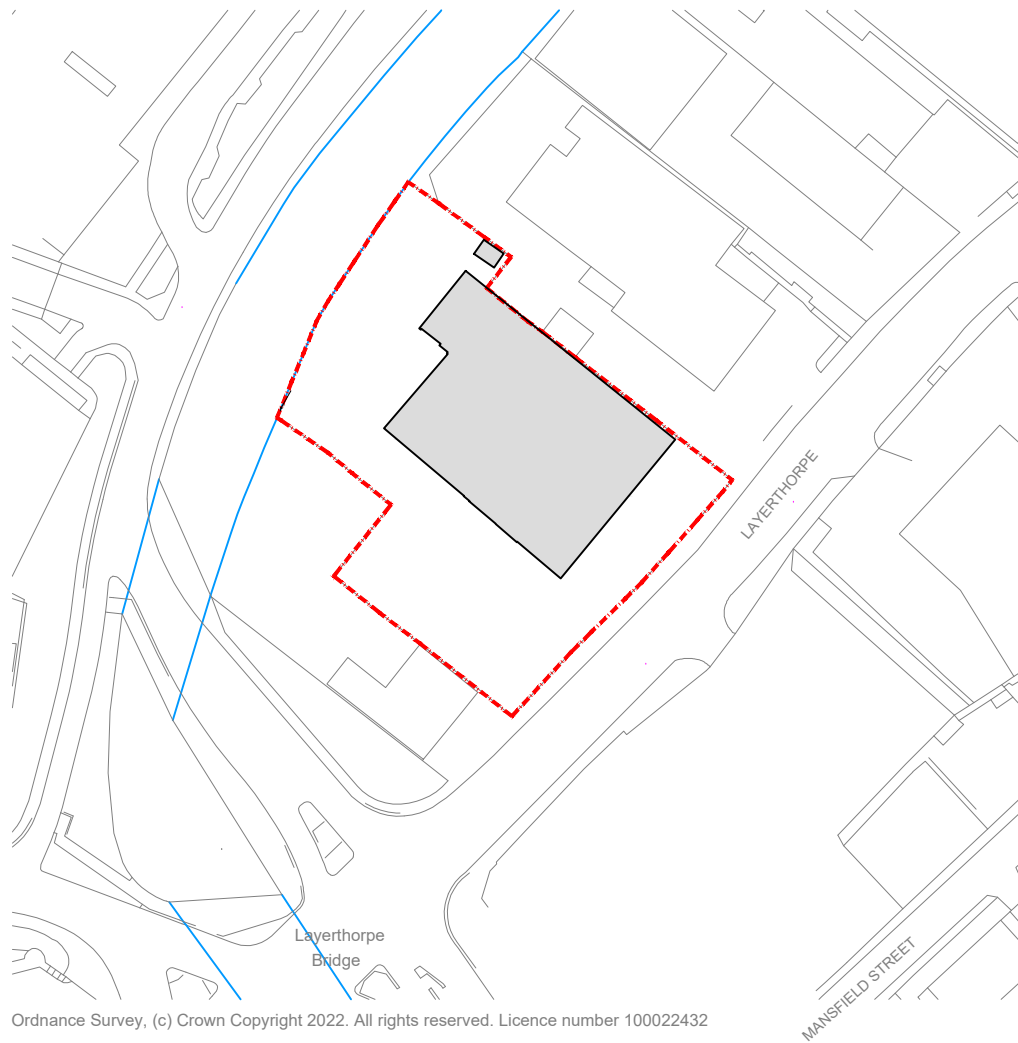 LAYERTHORPE
Layerthorpe
Bridge
MANSFIELD STREET
Ordnance Survey, (c) Crown Copyright 2022. All rights reserved. Licence number 100022432